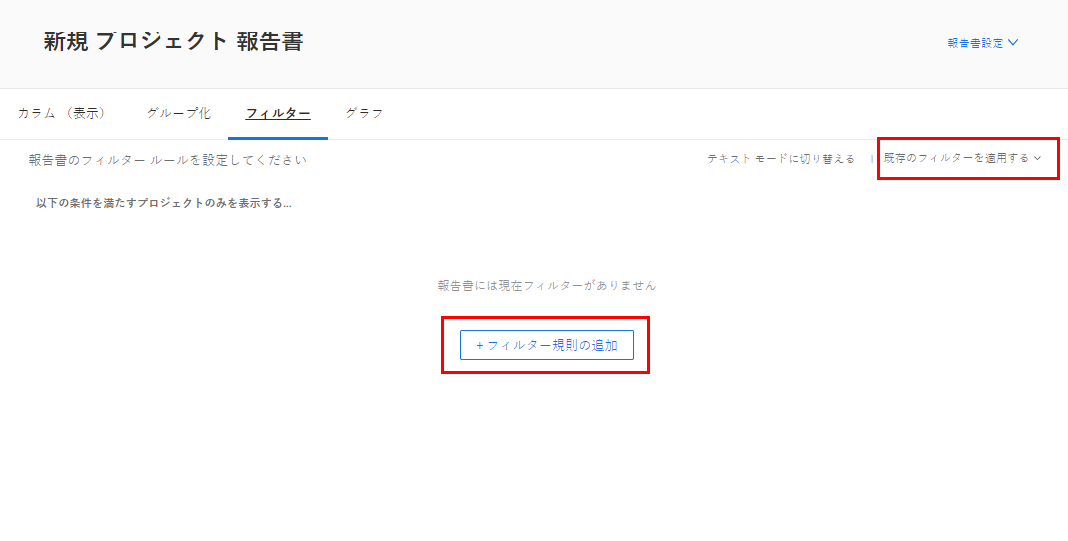 新規 プロジェクト 報告書
報告書設定
カラム （表示） グループ化 フィルター グラフ
報告書のフィルター ルールを設定してください テキスト モードに切り替える | 既存のフィルターを適用する
以下の条件を満たすプロジェクトのみを表示する...
報告書には現在フィルターがありません
+ フィルター規則の追加